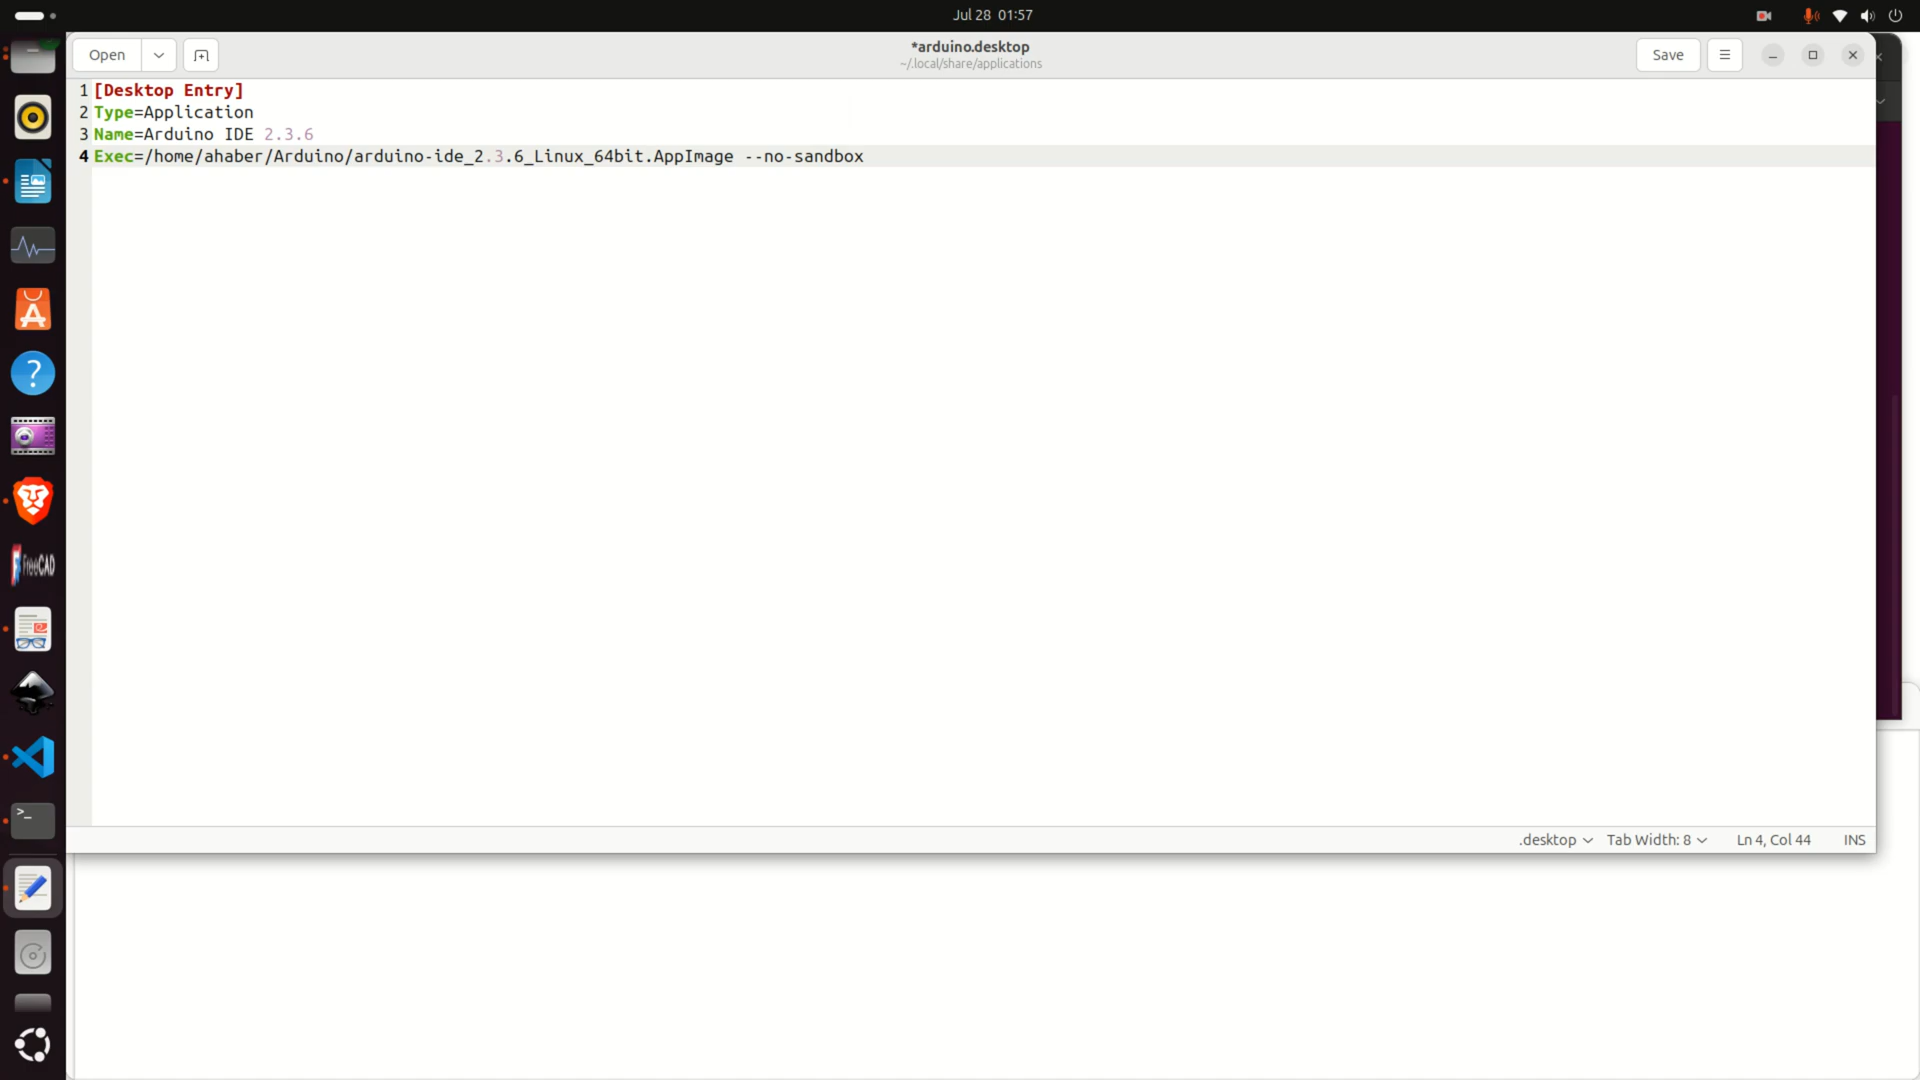 Jul 28 01:57
Open
*arduino.desktop
~/.local/share/applications
Save
1 [Desktop Entry]
2 Type=Application
3 Name=Arduino IDE 2.3.6
4 Exec=/home/ahaber/Arduino/arduino-ide_2.3.6_Linux_64bit.AppImage --no-sandbox
FreeCAD
>_
.desktop Tab Width: 8 Ln 4, Col 44 INS